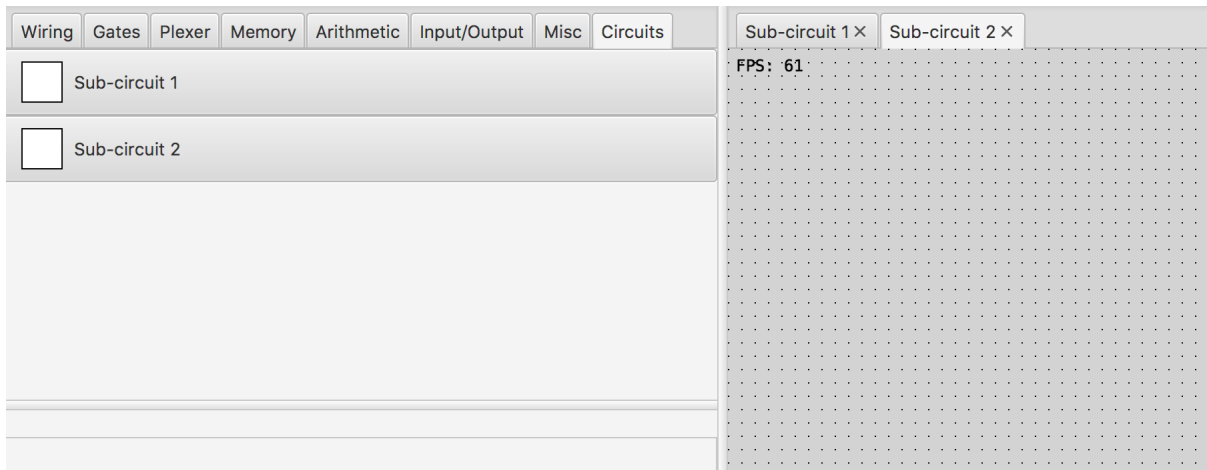 Wiring Gates Plexer Memory Arithmetic Input/Output Misc Circuits
Sub-circuit 1
Sub-circuit 2
Sub-circuit 1 × Sub-circuit 2 ×
FPS: 61